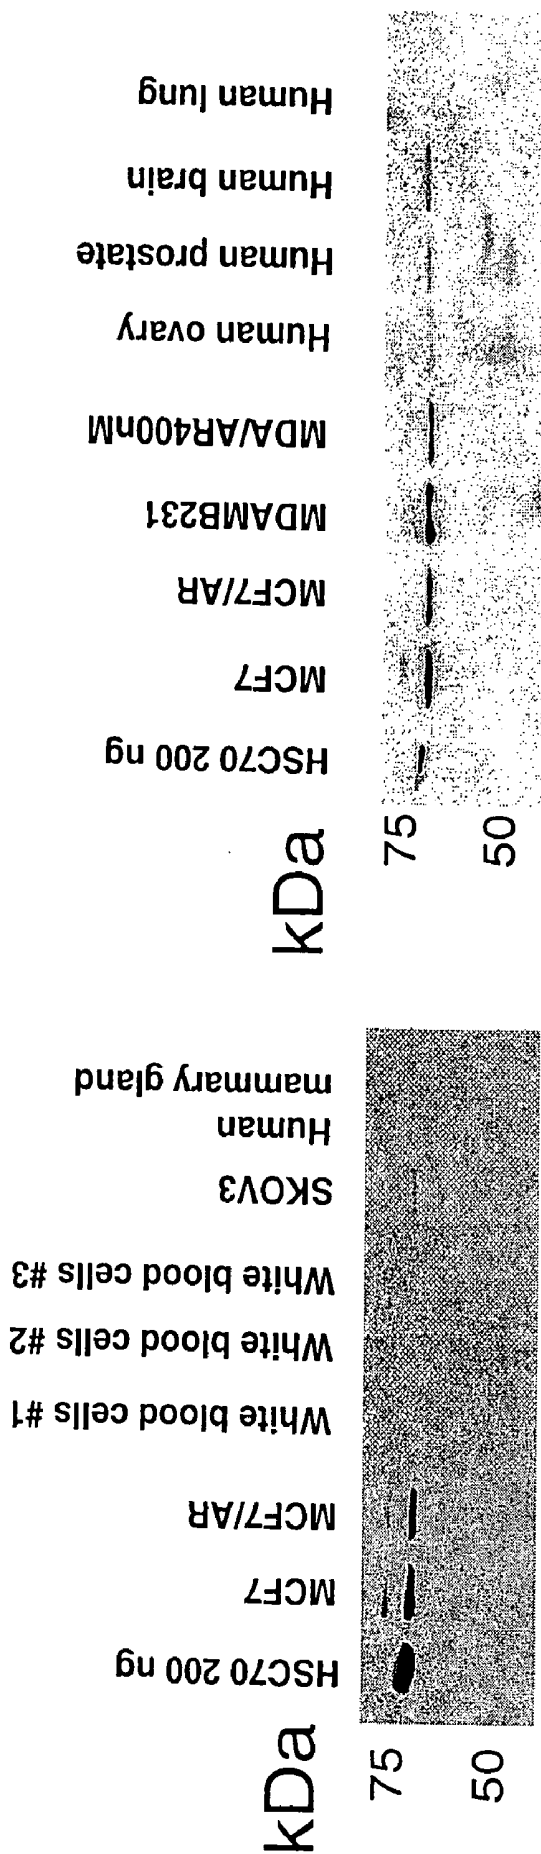 kDa
75
50
HSC70 200 ng
MCF7
MCF7/AR
White blood cells #1
White blood cells #2
White blood cells #3
SKOV3
Human
mammary gland
kDa
75
50
HSC70 200 ng
MCF7
MCF7/AR
MDAMB231
MDA/AR400nM
Human ovary
Human prostate
Human brain
Human lung